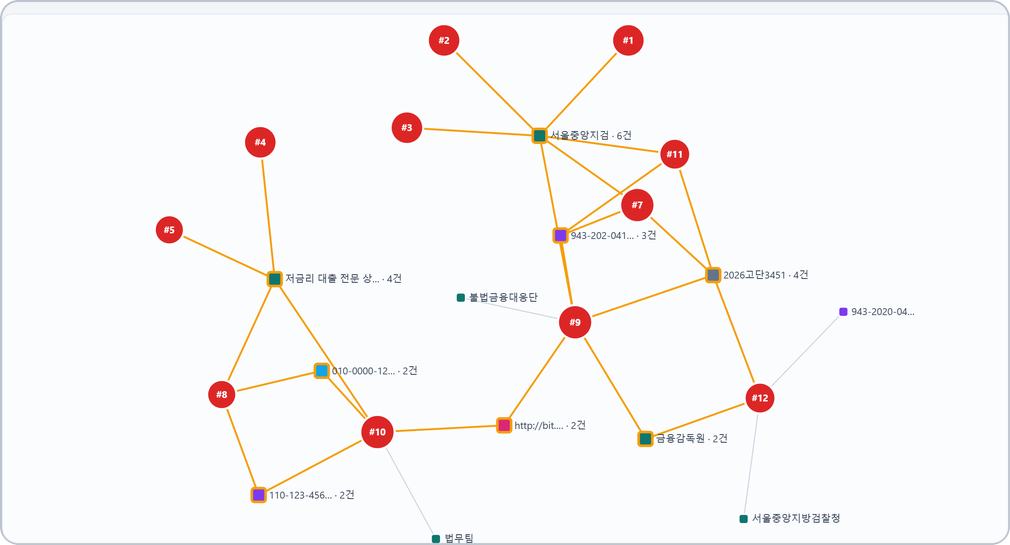 #2
#1
#3
서울중앙지검 · 6건
#4
#11
#7
#5
943-202-041... · 3건
2026고단3451 · 4건
저금리 대출 전문 상... · 4건
불법금융대응단
943-2020-04...
#9
010-0000-12... · 2건
#8
#12
http://bit.... · 2건
#10
금융감독원 · 2건
110-123-456... · 2건
서울중앙지방검찰청
법무팀